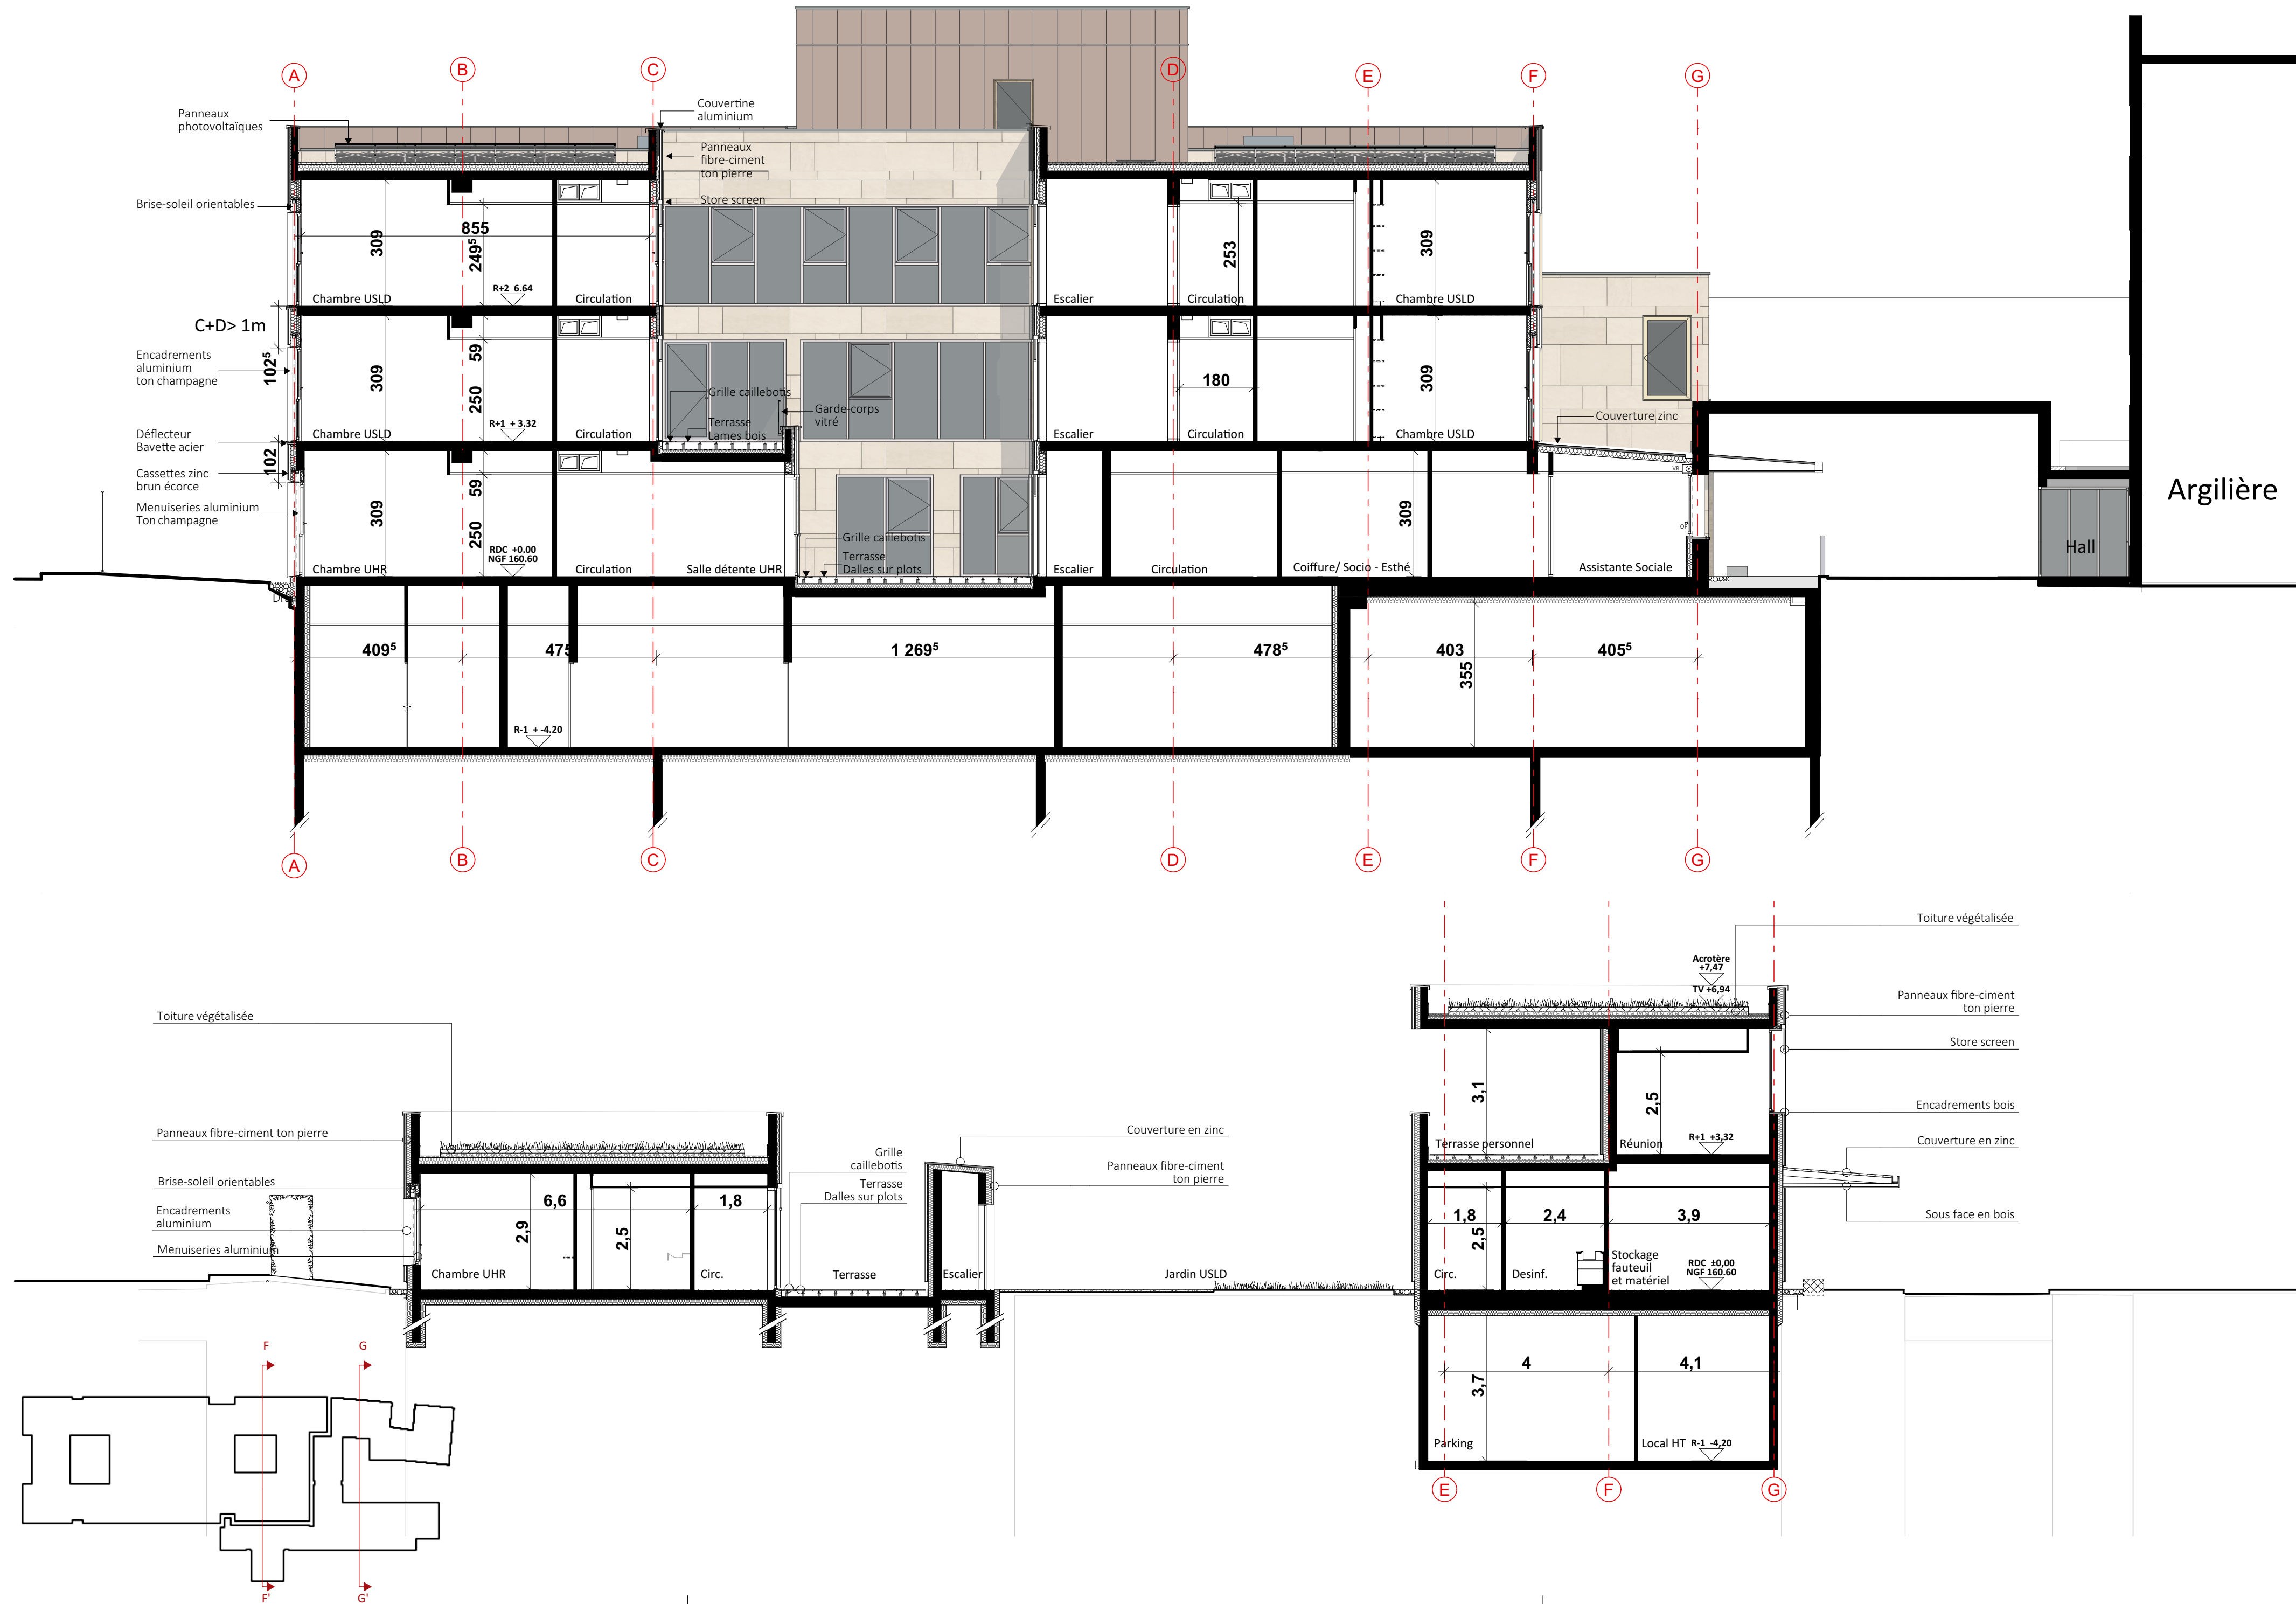 A
B
C
D
E
F
G
Panneaux
photovoltaïques
Couvertine
aluminium
Panneaux
fibre-ciment
ton pierre
Brise-soleil orientables
Store screen
855
309
249⁵
253
309
R+2 6.64
Chambre USLD
Circulation
Escalier
Circulation
Chambre USLD
C+D> 1m
Encadrements
aluminium
ton champagne
102⁵
309
59
250
180
309
Grille caillebotis
Garde-corps
vitré
Terrasse
Lames bois
Couverture zinc
R+1 + 3.32
Chambre USLD
Circulation
Escalier
Circulation
Chambre USLD
Déflecteur
Bavette acier
102
Cassettes zinc
brun écorce
Menuiseries aluminium
Ton champagne
309
59
250
309
VR
Argilière
Hall
Grille caillebotis
Terrasse
Dalles sur plots
RDC +0.00
NGF 160.60
Chambre UHR
Circulation
Salle détente UHR
Escalier
Circulation
Coiffure/ Socio - Esthé
Assistante Sociale
409⁵
475
1 269⁵
478⁵
403
405⁵
355
R-1 + -4.20
A
B
C
D
E
F
G
Toiture végétalisée
Acrotère
+7,47
TV +6,94
Panneaux fibre-ciment
ton pierre
Toiture végétalisée
Store screen
3,1
2,5
Encadrements bois
Panneaux fibre-ciment ton pierre
Couverture en zinc
Terrasse personnel
Réunion
R+1 +3,32
Couverture en zinc
Grille
caillebotis
Panneaux fibre-ciment
ton pierre
Brise-soleil orientables
Terrasse
Dalles sur plots
Encadrements
aluminium
Menuiseries aluminium
6,6
1,8
2,9
2,5
1,8
2,4
3,9
2,5
Sous face en bois
Chambre UHR
Circ.
Terrasse
Escalier
Jardin USLD
Circ.
Desinf.
Stockage
fauteuil
et matériel
RDC ±0,00
NGF 160.60
F
G
4
4,1
3,7
Parking
Local HT R-1 -4,20
E
F
G
F'
G'